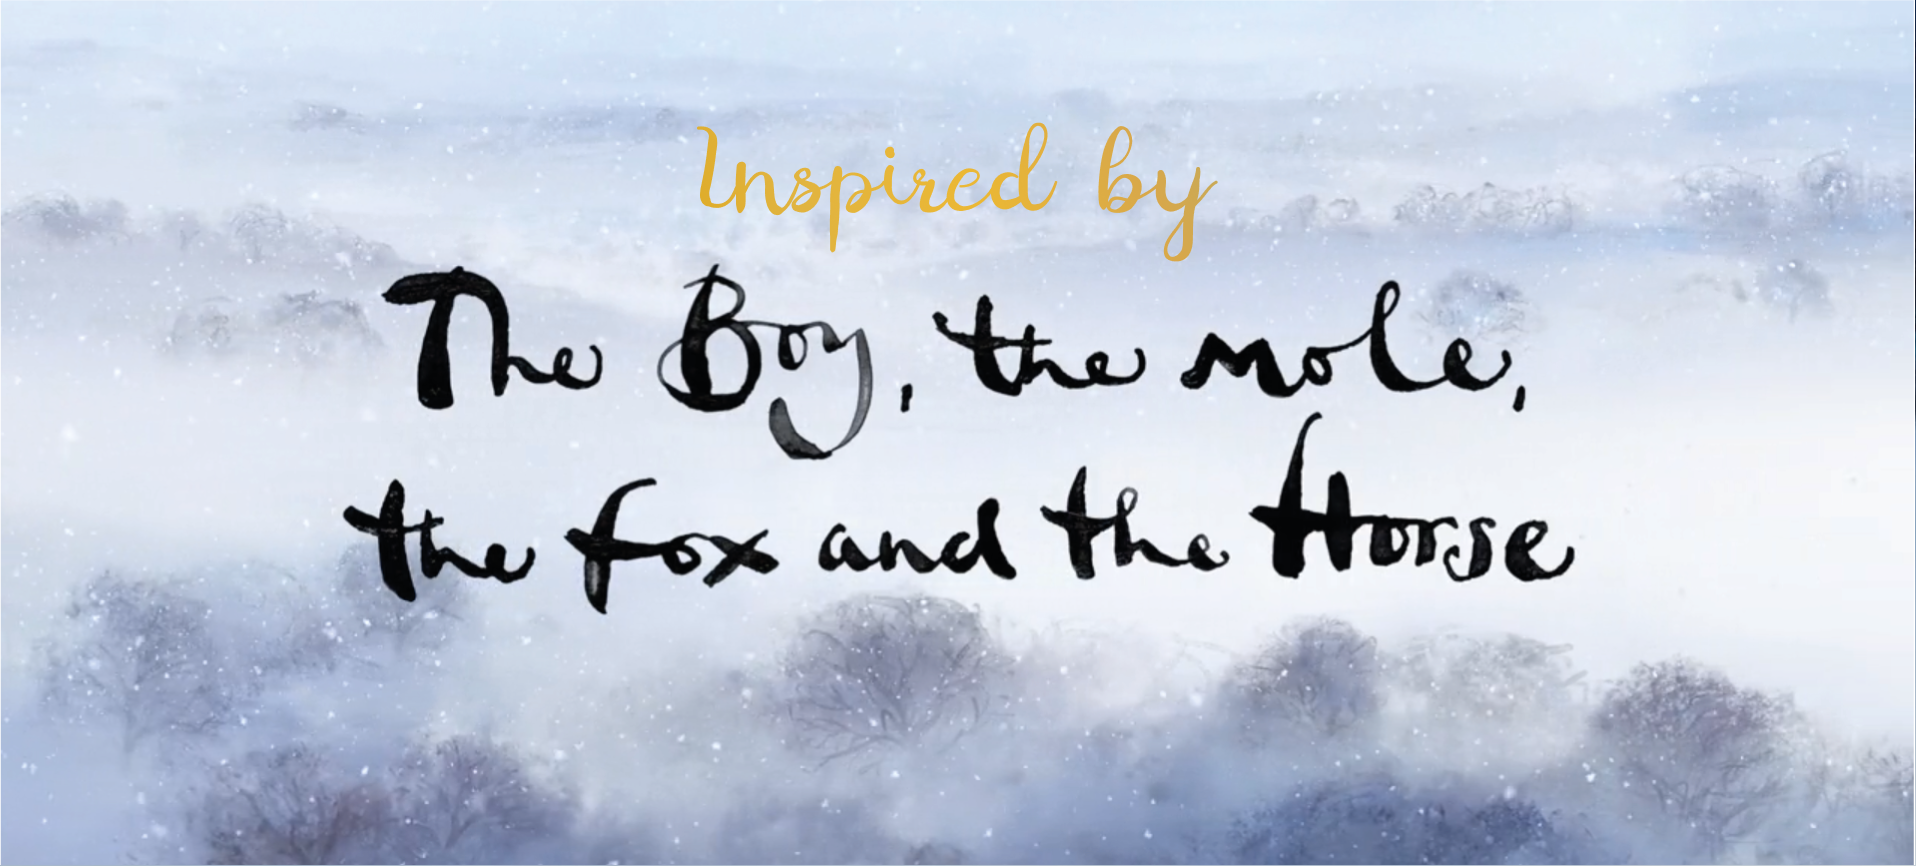 Inspired by
The Boy, the mole,
the fox and the Horse